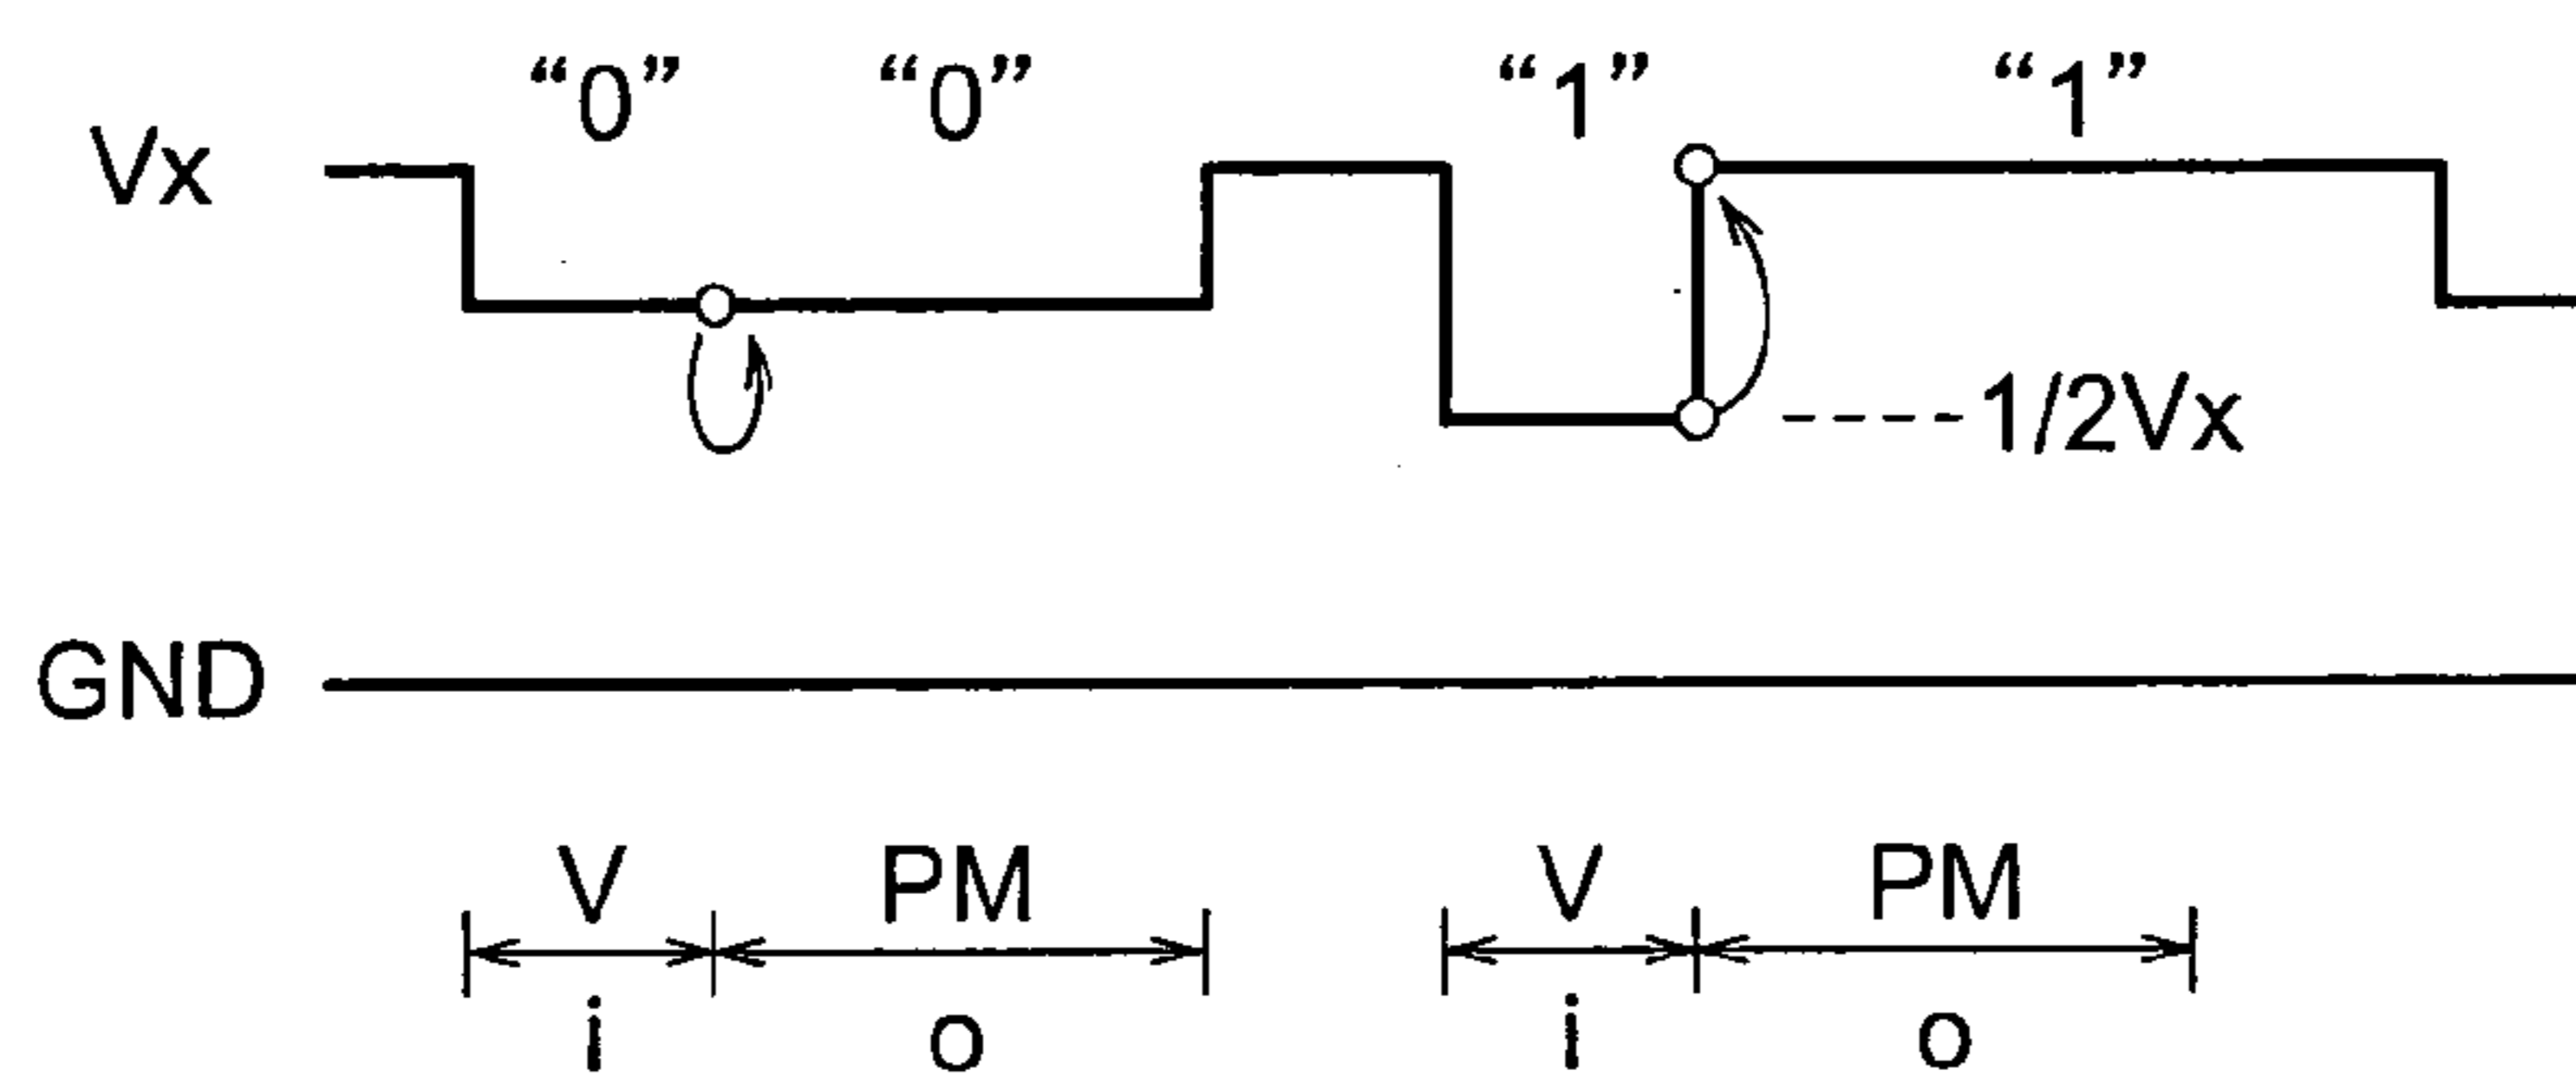 “0” “0” “1” “1”
Vx
1/2Vx
GND
V PM V PM
i o i o